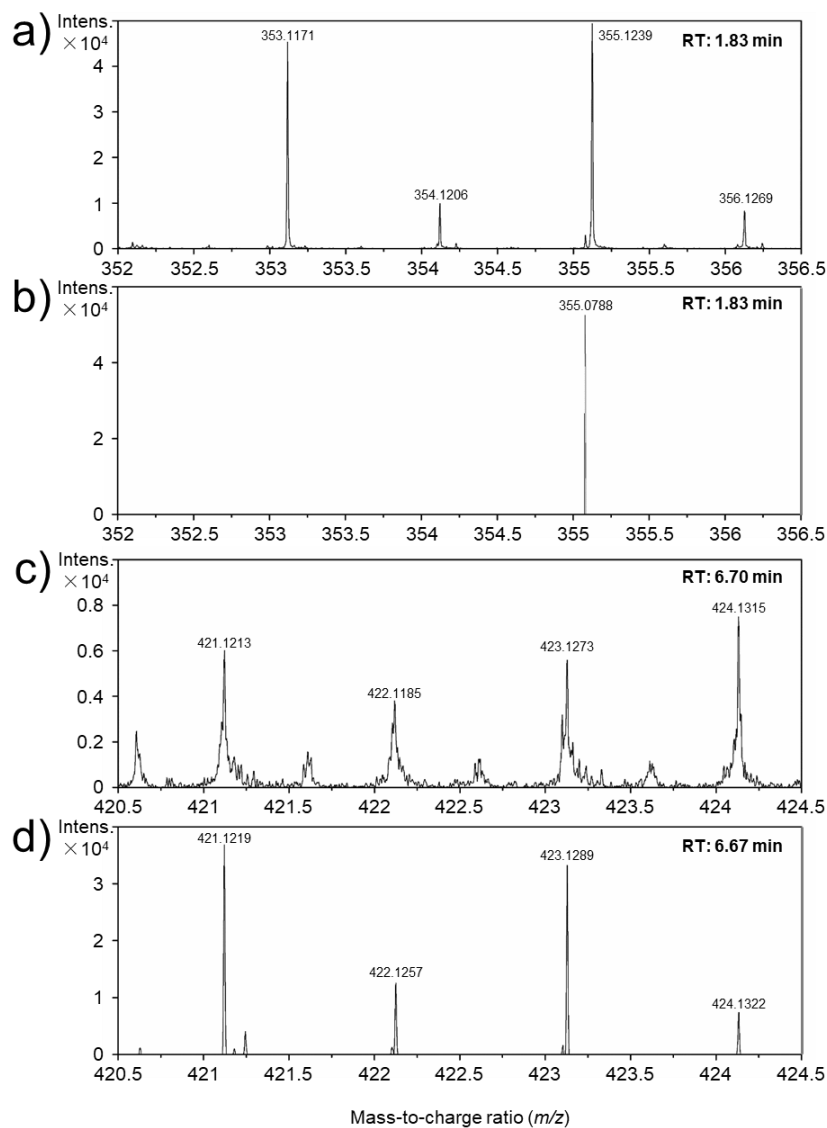 a)
Intens.
×10⁴
RT: 1.83 min
353.1171
355.1239
354.1206
356.1269
4
3
2
1
0
352 352.5 353 353.5 354 354.5 355 355.5 356 356.5
b)
Intens.
×10⁴
RT: 1.83 min
355.0788
4
2
0
352 352.5 353 353.5 354 354.5 355 355.5 356 356.5
c)
Intens.
×10⁴
RT: 6.70 min
424.1315
421.1213
423.1273
422.1185
0.8
0.6
0.4
0.2
0
420.5 421 421.5 422 422.5 423 423.5 424 424.5
d)
Intens.
×10⁴
RT: 6.67 min
421.1219
423.1289
422.1257
424.1322
3
2
1
0
420.5 421 421.5 422 422.5 423 423.5 424 424.5
Mass-to-charge ratio (m/z)